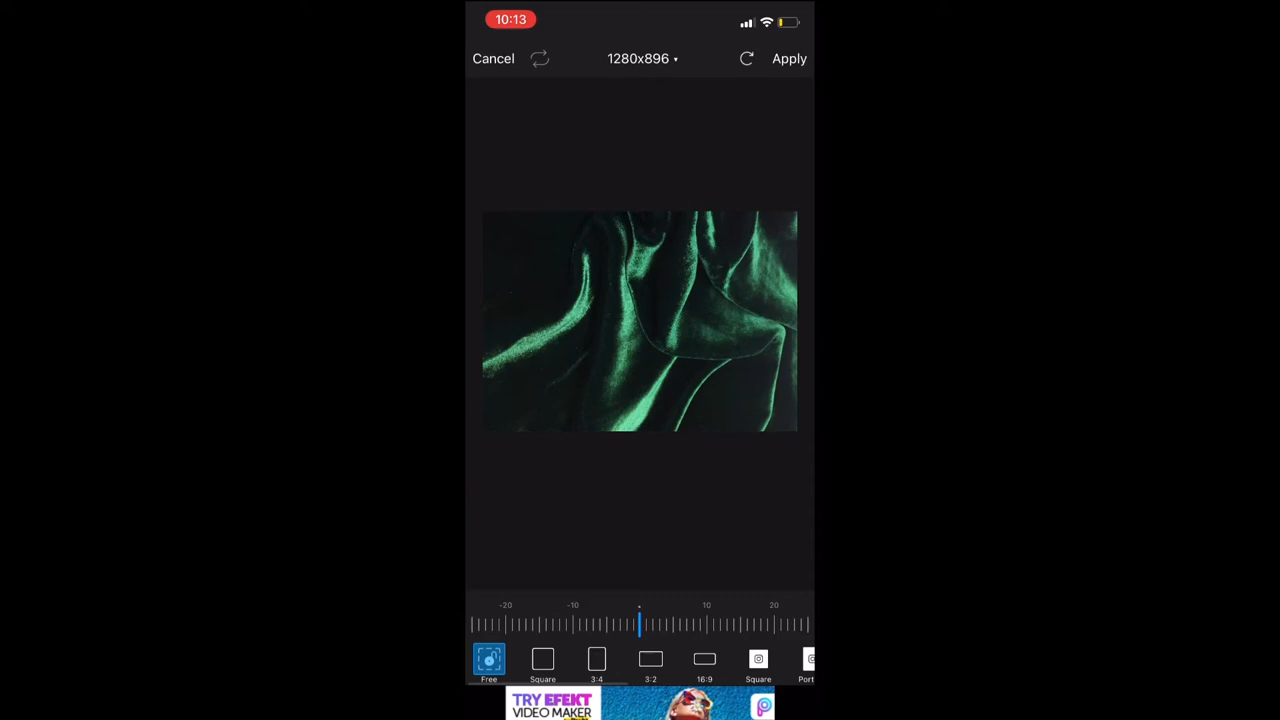 10:13
Cancel 1280x896 Apply
-20 -10 10 20
Free Square 3:4 3:2 16:9 Square Port
TRY EFEKT
VIDEO MAKER